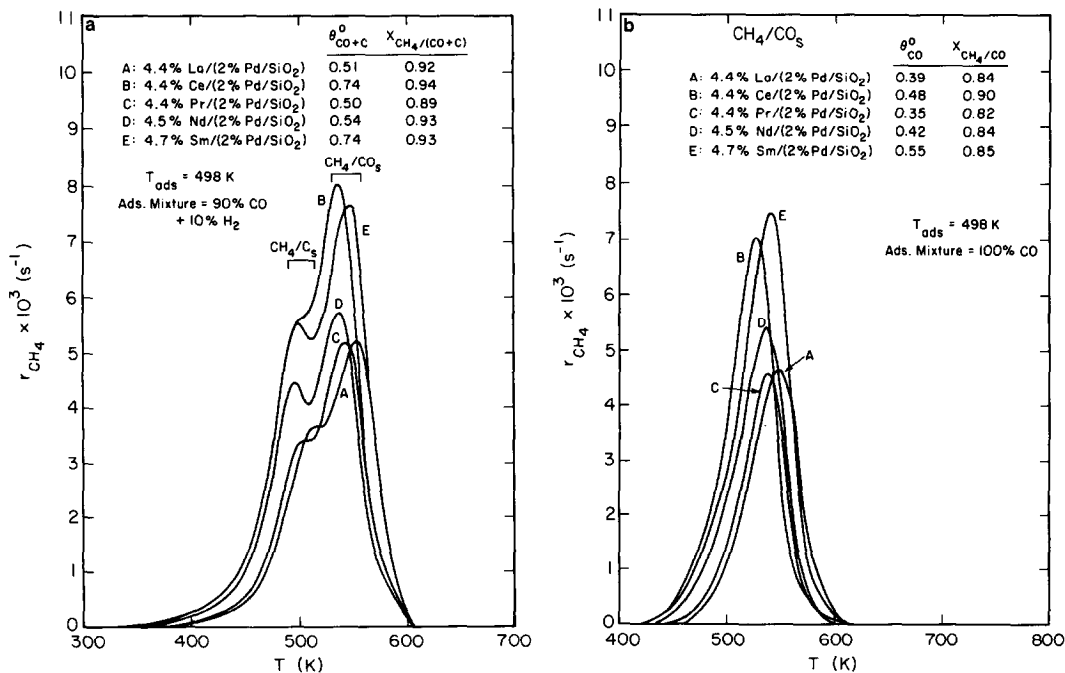 a
θ°CO+C XCH4/(CO+C)
A: 4.4% La/(2% Pd/SiO2) 0.51 0.92
B: 4.4% Ce/(2% Pd/SiO2) 0.74 0.94
C: 4.4% Pr/(2% Pd/SiO2) 0.50 0.89
D: 4.5% Nd/(2% Pd/SiO2) 0.54 0.93
E: 4.7% Sm/(2% Pd/SiO2) 0.74 0.93
Tads = 498 K
Ads. Mixture = 90% CO
+ 10% H2
CH4/COs
CH4/Cs
B
E
D
C
A
rCH4 × 10³ (s⁻¹)
11
10
9
8
7
6
5
4
3
2
1
0
300 400 500 600 700
T (K)
b
CH4/COS
θ°CO XCH4/CO
A: 4.4% La/(2% Pd/SiO2) 0.39 0.84
B: 4.4% Ce/(2% Pd/SiO2) 0.48 0.90
C: 4.4% Pr/(2% Pd/SiO2) 0.35 0.82
D: 4.5% Nd/(2% Pd/SiO2) 0.42 0.84
E: 4.7% Sm/(2% Pd/SiO2) 0.55 0.85
Tads = 498 K
Ads. Mixture = 100% CO
E
B
D
A
C
rCH4 × 10³ (s⁻¹)
11
10
9
8
7
6
5
4
3
2
1
0
400 500 600 700 800
T (K)